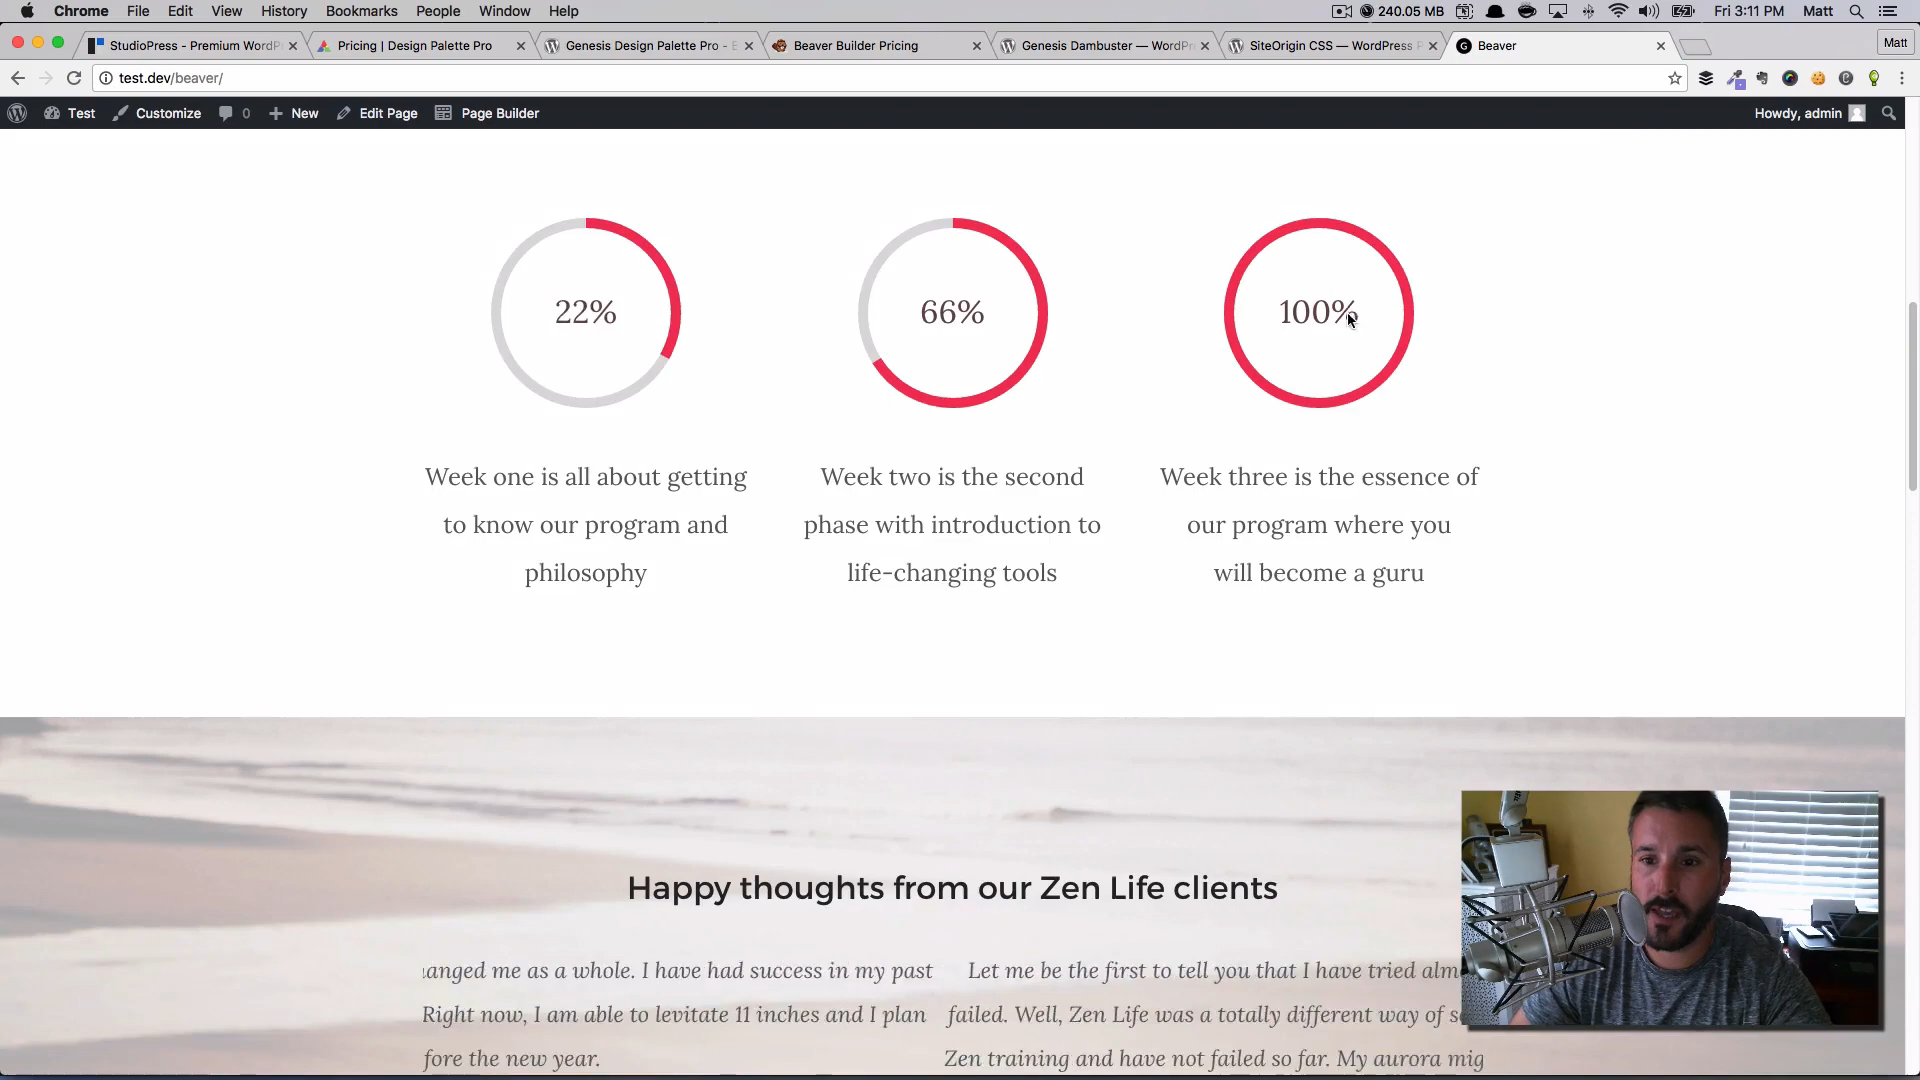 Chrome File Edit View History Bookmarks People Window Help 240.05 MB Fri 3:11 PM Matt
StudioPress - Premium WordP Pricing | Design Palette Pro Genesis Design Palette Pro - E Beaver Builder Pricing Genesis Dambuster — WordPr SiteOrigin CSS — WordPress P Beaver Matt
test.dev/beaver/
Test Customize 0 New Edit Page Page Builder Howdy, admin
22% 66% 100%
Week one is all about getting
to know our program and
philosophy
Week two is the second
phase with introduction to
life-changing tools
Week three is the essence of
our program where you
will become a guru
Happy thoughts from our Zen Life clients
anged me as a whole. I have had success in my past
Right now, I am able to levitate 11 inches and I plan
fore the new year.
Let me be the first to tell you that I have tried alm
failed. Well, Zen Life was a totally different way of s
Zen training and have not failed so far. My aurora mig